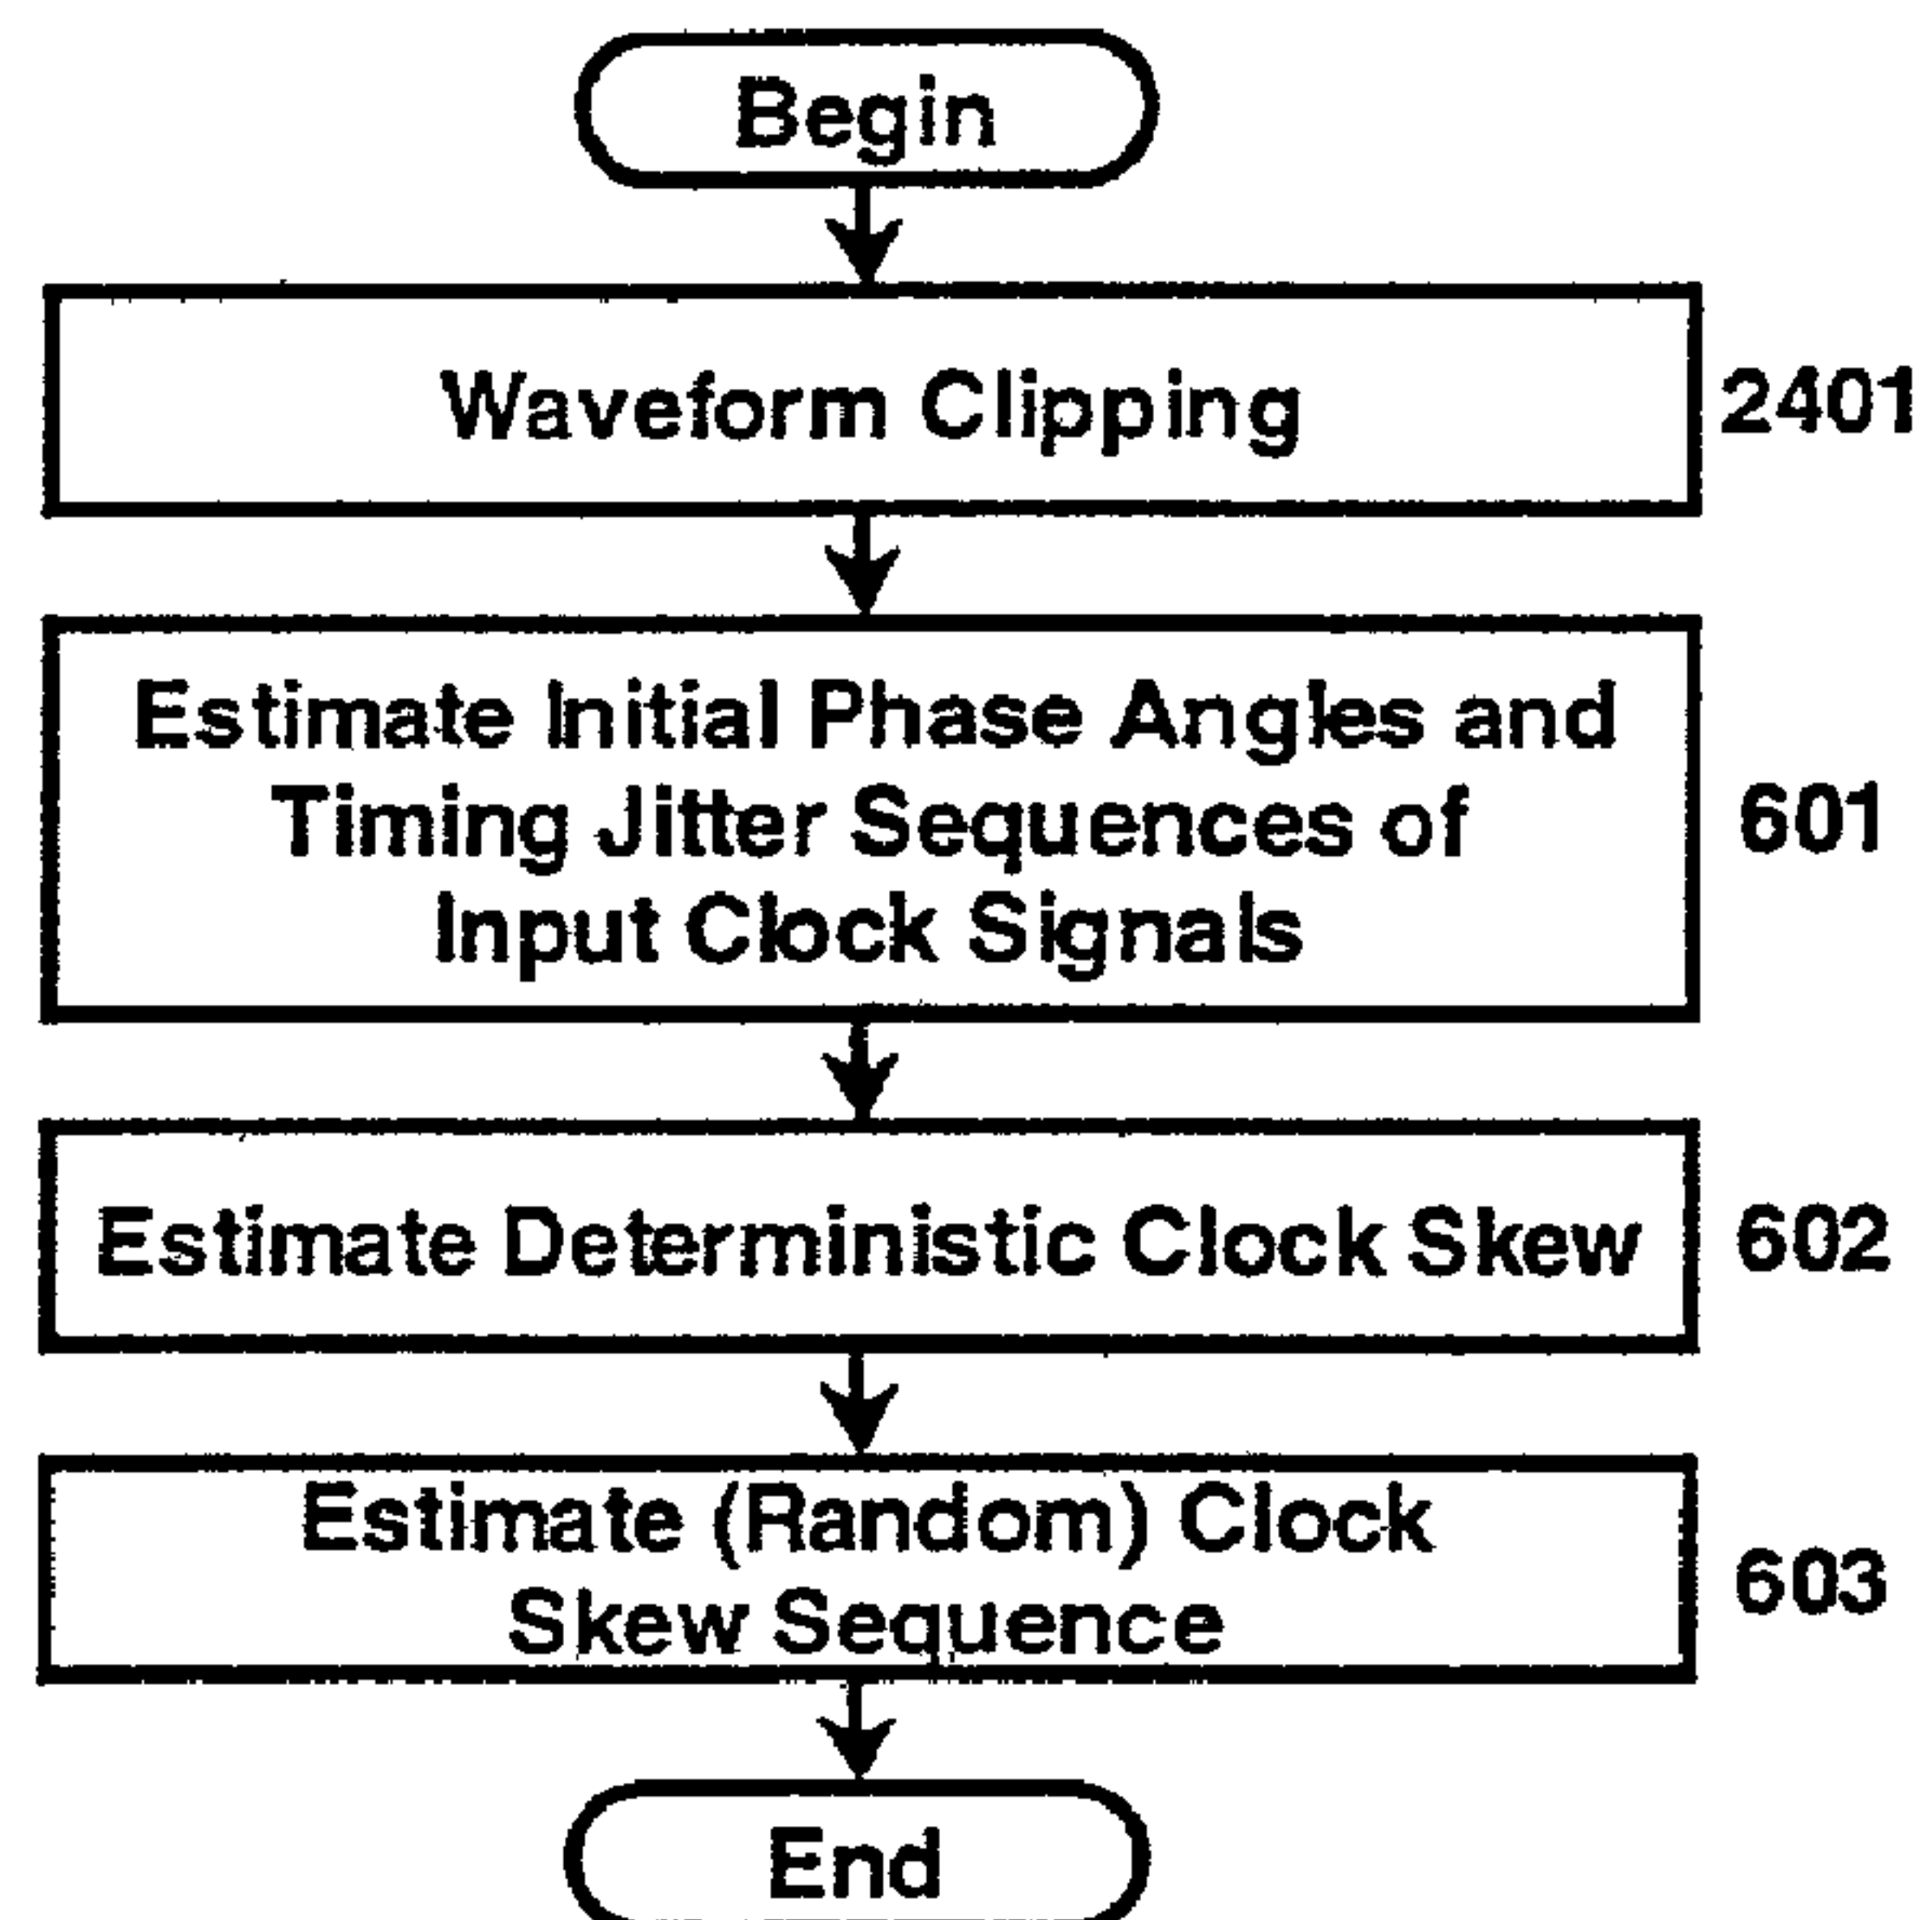 Begin
Waveform Clipping
2401
Estimate Initial Phase Angles and
Timing Jitter Sequences of
Input Clock Signals
601
Estimate Deterministic Clock Skew
602
Estimate (Random) Clock
Skew Sequence
603
End